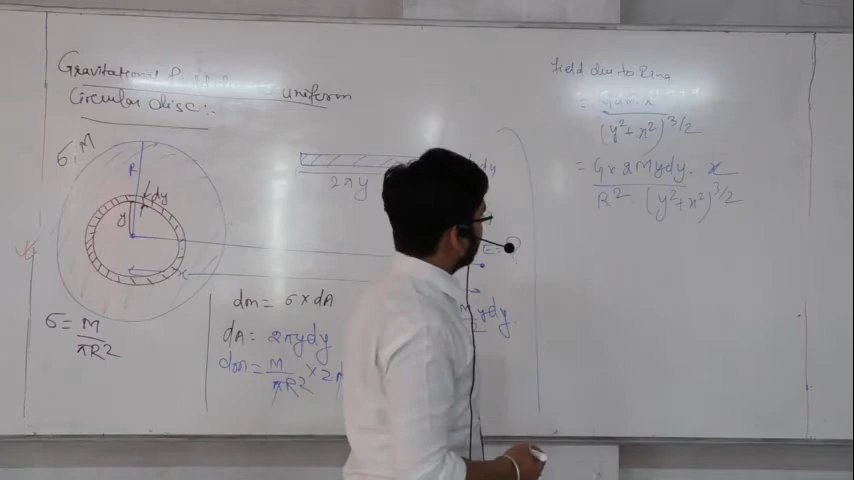 Gravitational uniform
Circular disc:-
σ, M
R
dy
y
x
2πy
dy
E = ?
σ = M
πR2
dm = σ x dA
dA = 2πydy
dm = M x 2π
πR2
ydy.
field due to Ring
= x
(y²+x²)^3/2
= G x 2Mydy. x
R². (y²+x²)^3/2